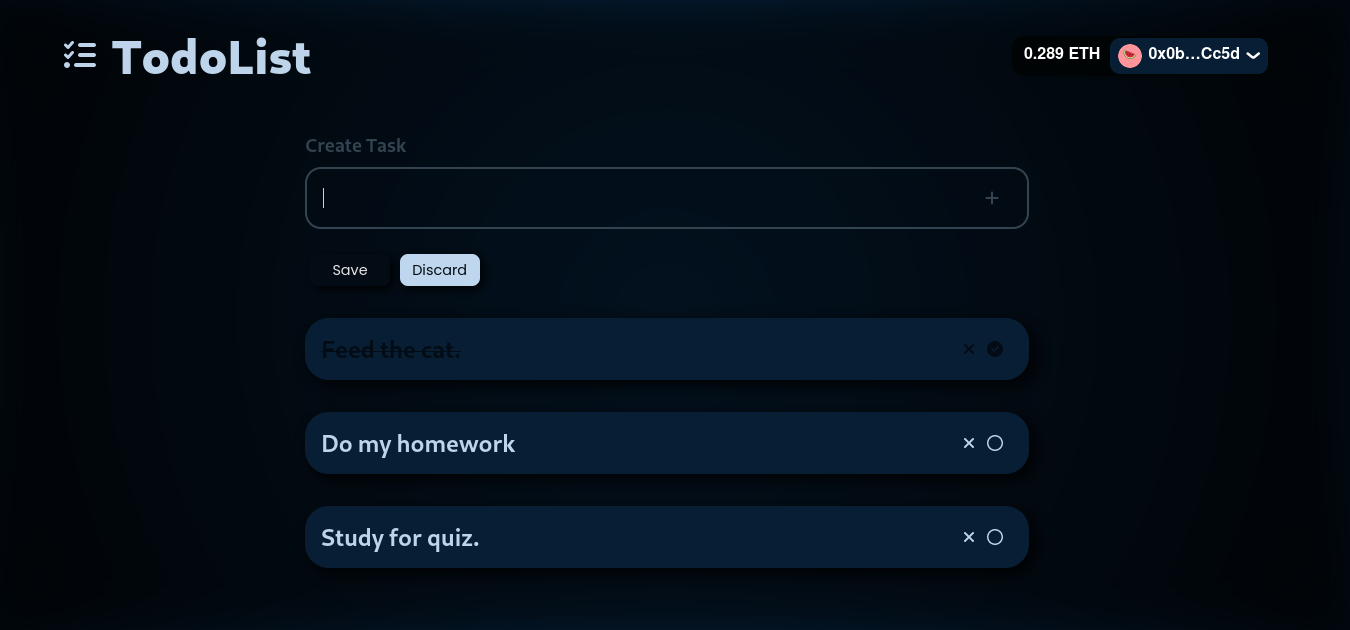 TodoList
0.289 ETH
0x0b...Cc5d
Create Task
Save
Discard
Feed the cat.
Do my homework
Study for quiz.